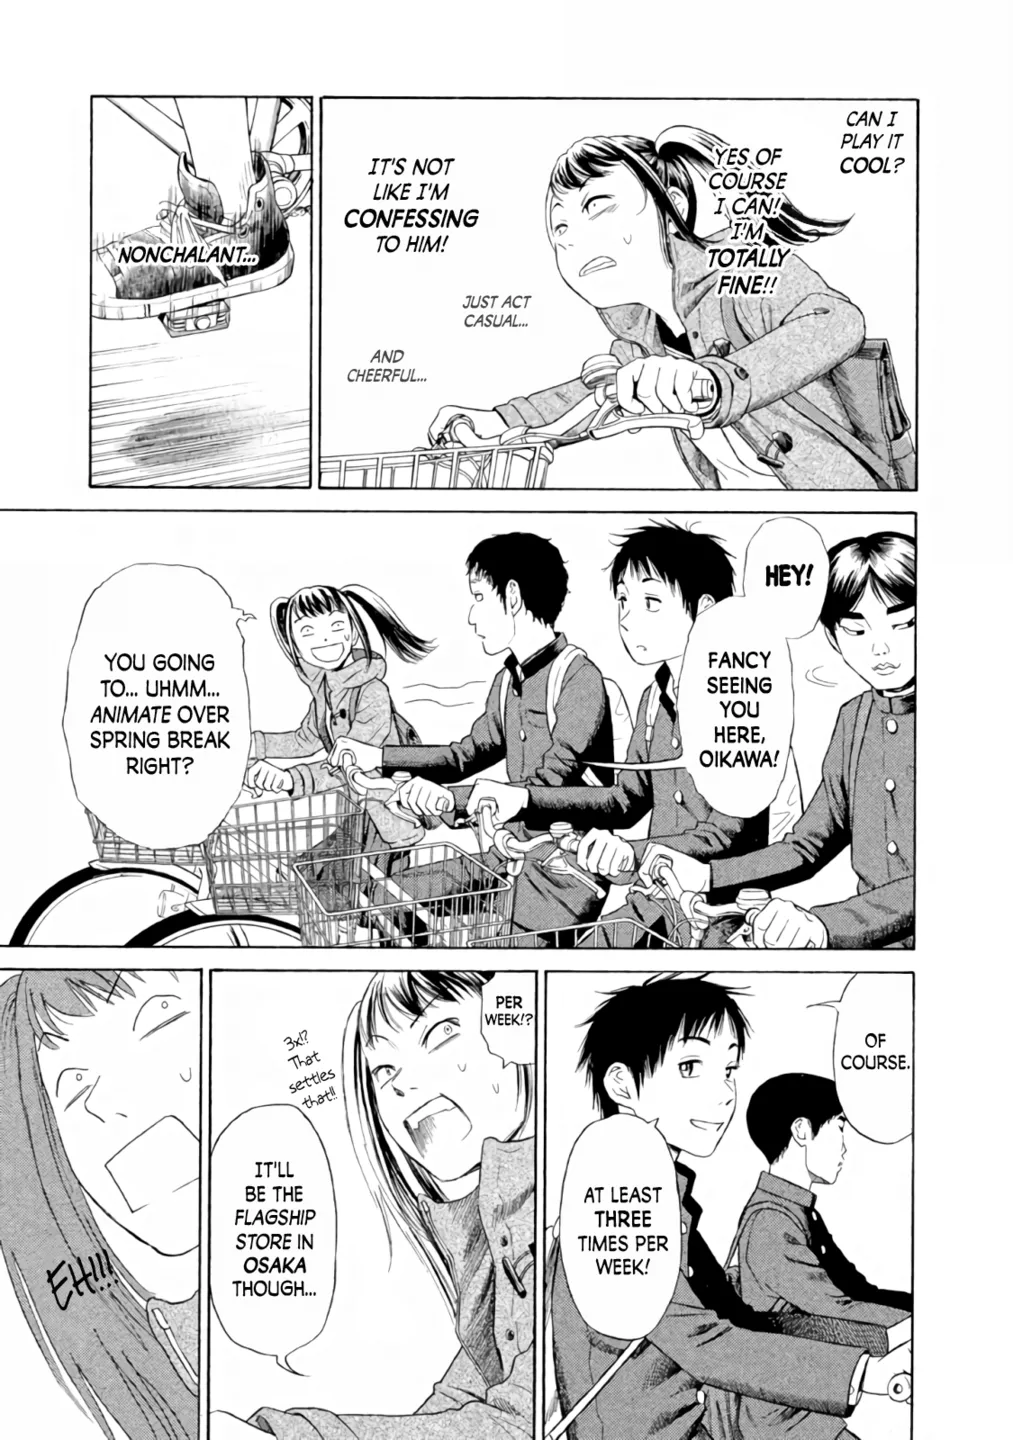 CAN I
PLAY IT
COOL?
YES OF
COURSE
I CAN!
I'M
TOTALLY
FINE!!
IT'S NOT
LIKE I'M
CONFESSING
TO HIM!
JUST ACT
CASUAL...
AND
CHEERFUL...
NONCHALANT...
HEY!
FANCY
SEEING
YOU
HERE,
OIKAWA!
YOU GOING
TO... UHMM...
ANIMATE OVER
SPRING BREAK
RIGHT?
OF
COURSE.
AT LEAST
THREE
TIMES PER
WEEK!
PER
WEEK!?
3x!?
That
settles
that!!
IT'LL
BE THE
FLAGSHIP
STORE IN
OSAKA
THOUGH...
EH!!!